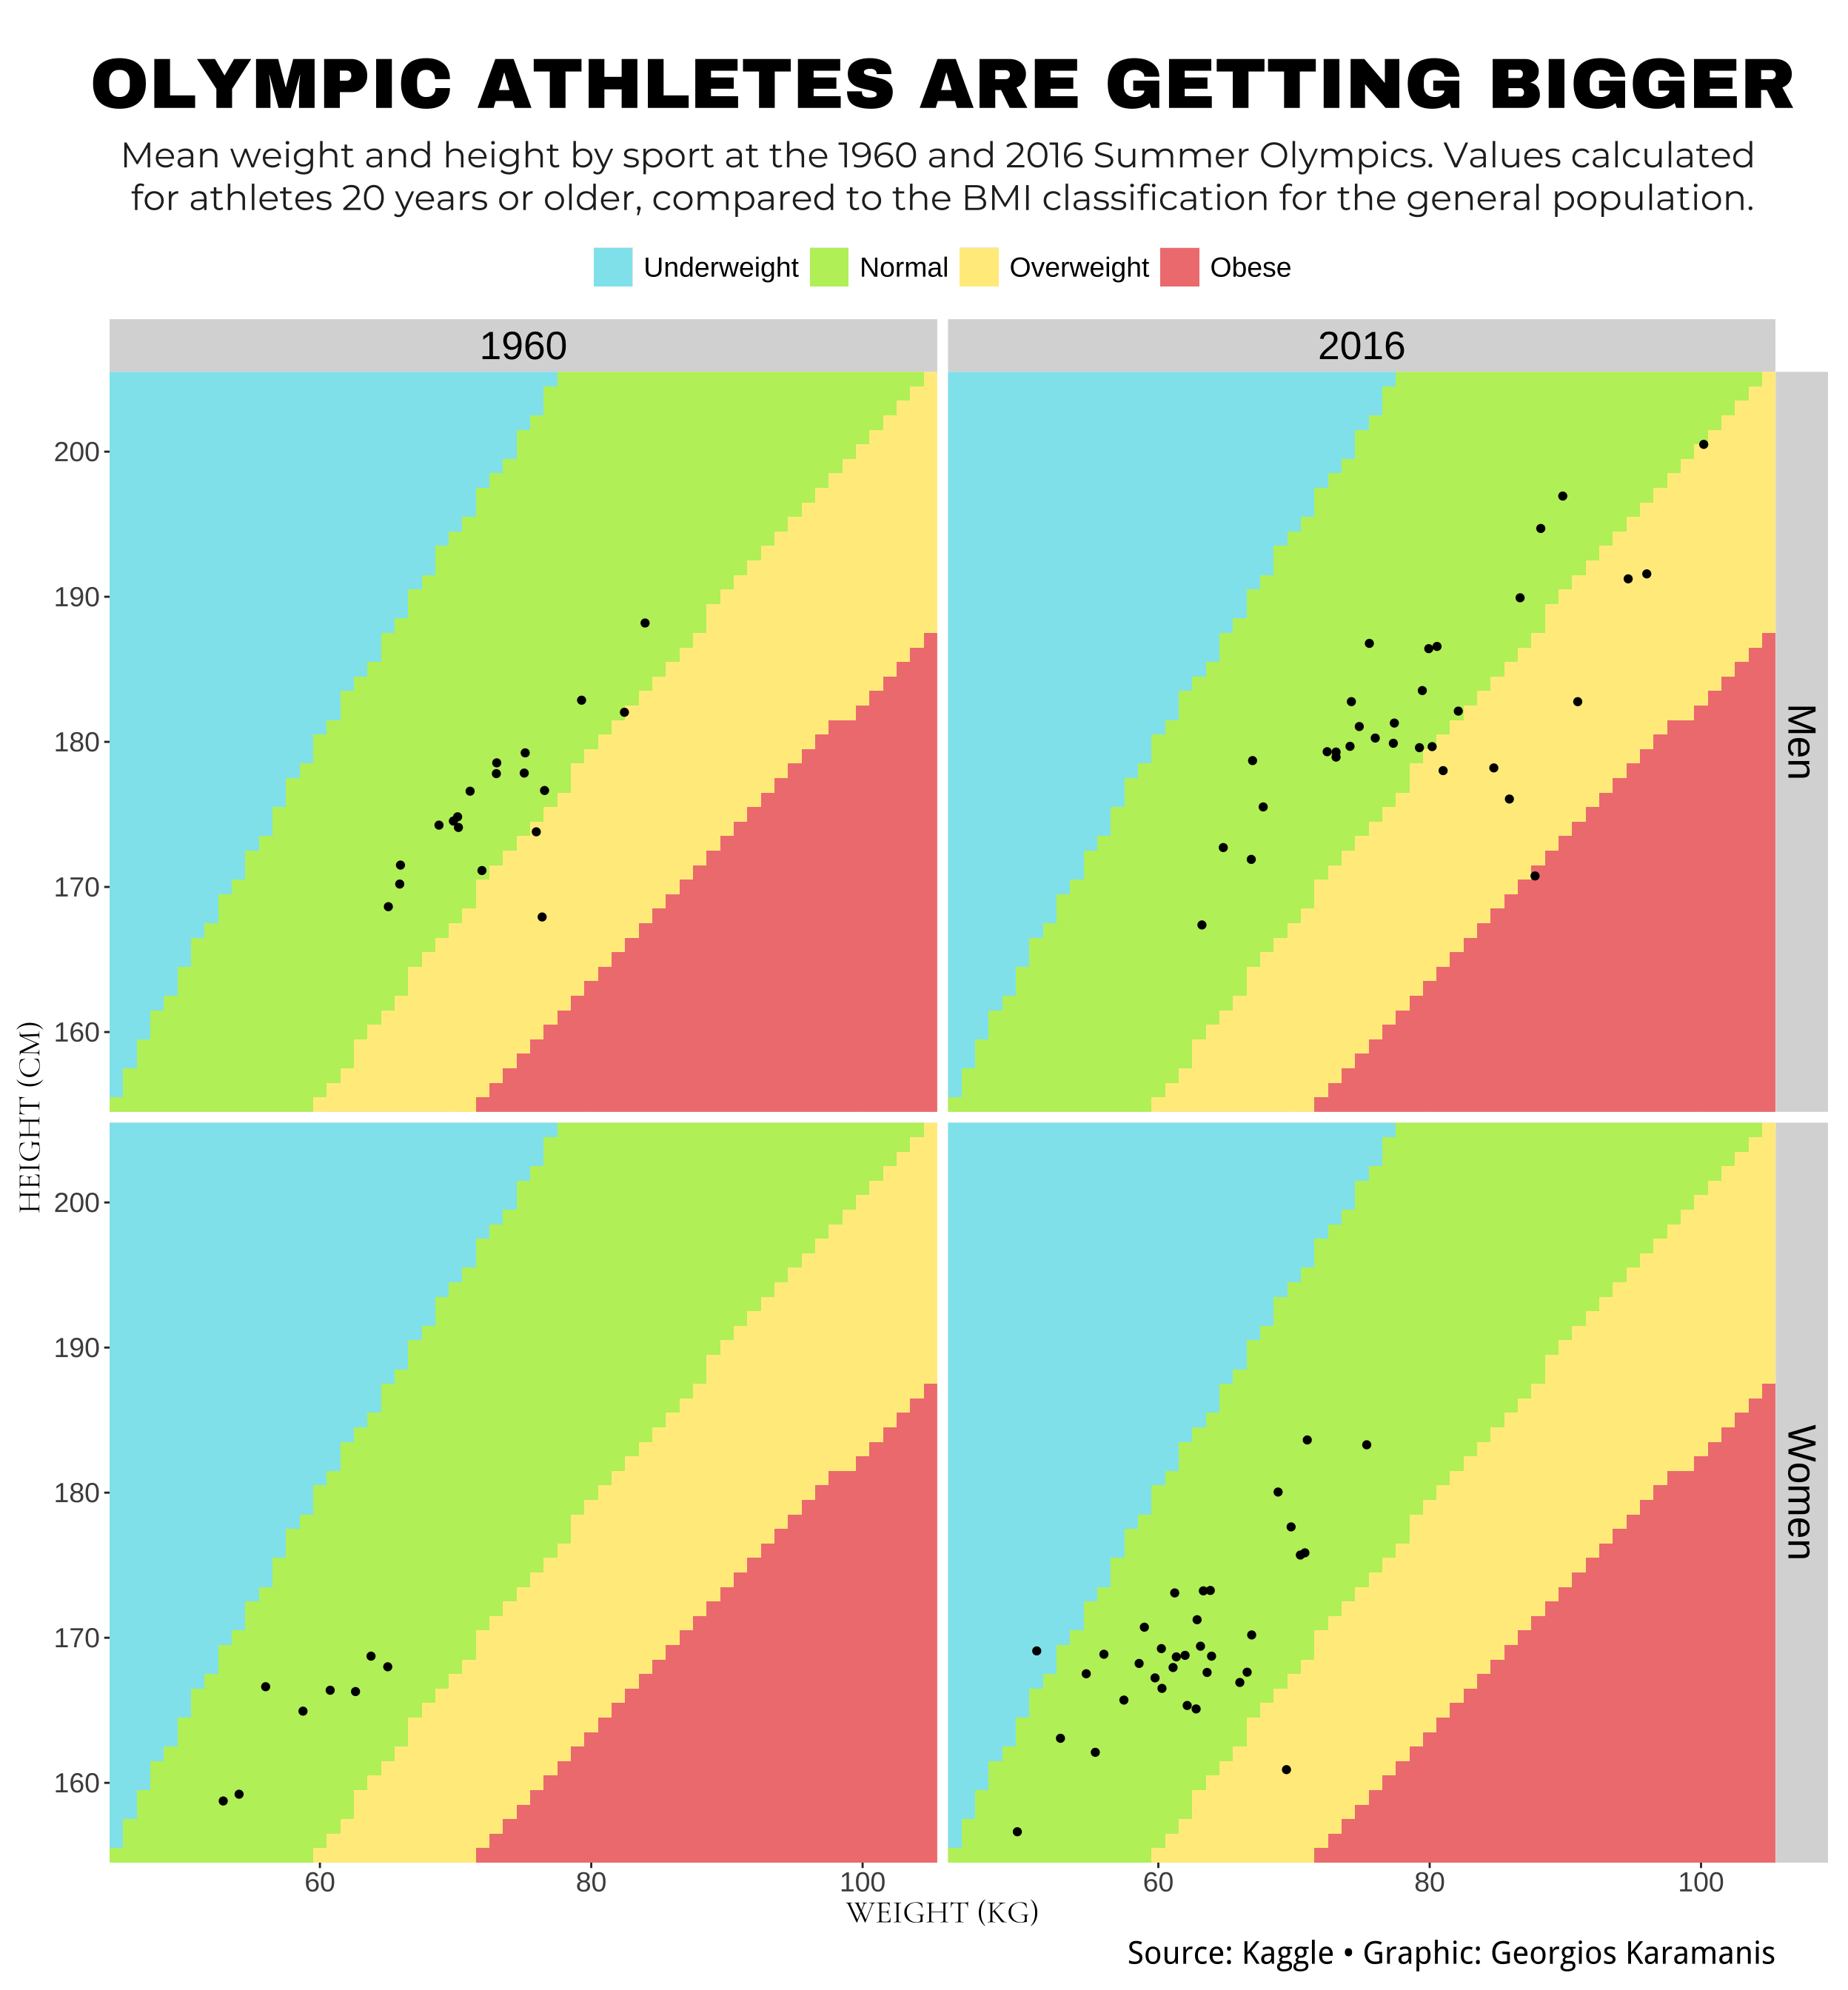 OLYMPIC ATHLETES ARE GETTING BIGGER
Mean weight and height by sport at the 1960 and 2016 Summer Olympics. Values calculated
for athletes 20 years or older, compared to the BMI classification for the general population.
Underweight Normal Overweight Obese
1960 2016
200
190
180
170
160
Men
HEIGHT (CM)
200
190
180
170
160
Women
60 80 100 60 80 100
WEIGHT (KG)
Source: Kaggle • Graphic: Georgios Karamanis